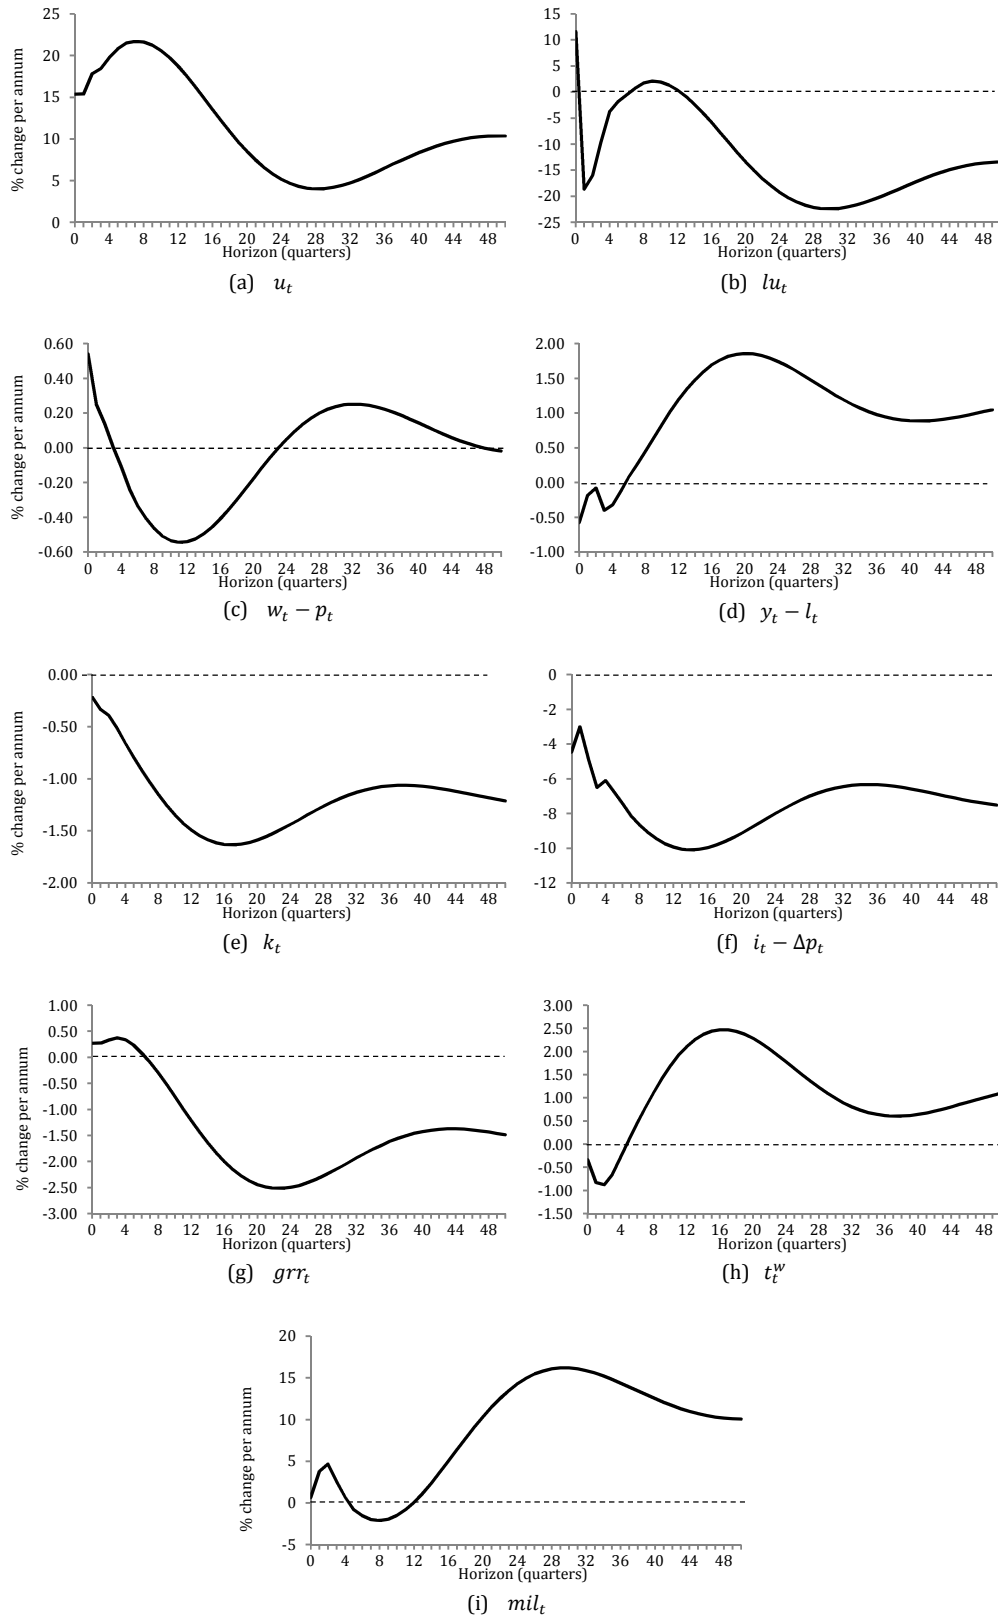 % change per annum
25
20
15
10
5
0
0 4 8 12 16 20 24 28 32 36 40 44 48
Horizon (quarters)
(a) u_t
15
10
5
0
-5
-10
-15
-20
-25
0 4 8 12 16 20 24 28 32 36 40 44 48
Horizon (quarters)
(b) lu_t
% change per annum
0.60
0.40
0.20
0.00
-0.20
-0.40
-0.60
0 4 8 12 16 20 24 28 32 36 40 44 48
Horizon (quarters)
(c) w_t − p_t
2.00
1.50
1.00
0.50
0.00
-0.50
-1.00
0 4 8 12 16 20 24 28 32 36 40 44 48
Horizon (quarters)
(d) y_t − l_t
% change per annum
0.00
-0.50
-1.00
-1.50
-2.00
0 4 8 12 16 20 24 28 32 36 40 44 48
Horizon (quarters)
(e) k_t
0
-2
-4
-6
-8
-10
-12
0 4 8 12 16 20 24 28 32 36 40 44 48
Horizon (quarters)
(f) i_t − Δp_t
% change per annum
1.00
0.50
0.00
-0.50
-1.00
-1.50
-2.00
-2.50
-3.00
0 4 8 12 16 20 24 28 32 36 40 44 48
Horizon (quarters)
(g) grr_t
3.00
2.50
2.00
1.50
1.00
0.50
0.00
-0.50
-1.00
-1.50
0 4 8 12 16 20 24 28 32 36 40 44 48
Horizon (quarters)
(h) t_t^w
% change per annum
20
15
10
5
0
-5
0 4 8 12 16 20 24 28 32 36 40 44 48
Horizon (quarters)
(i) mil_t